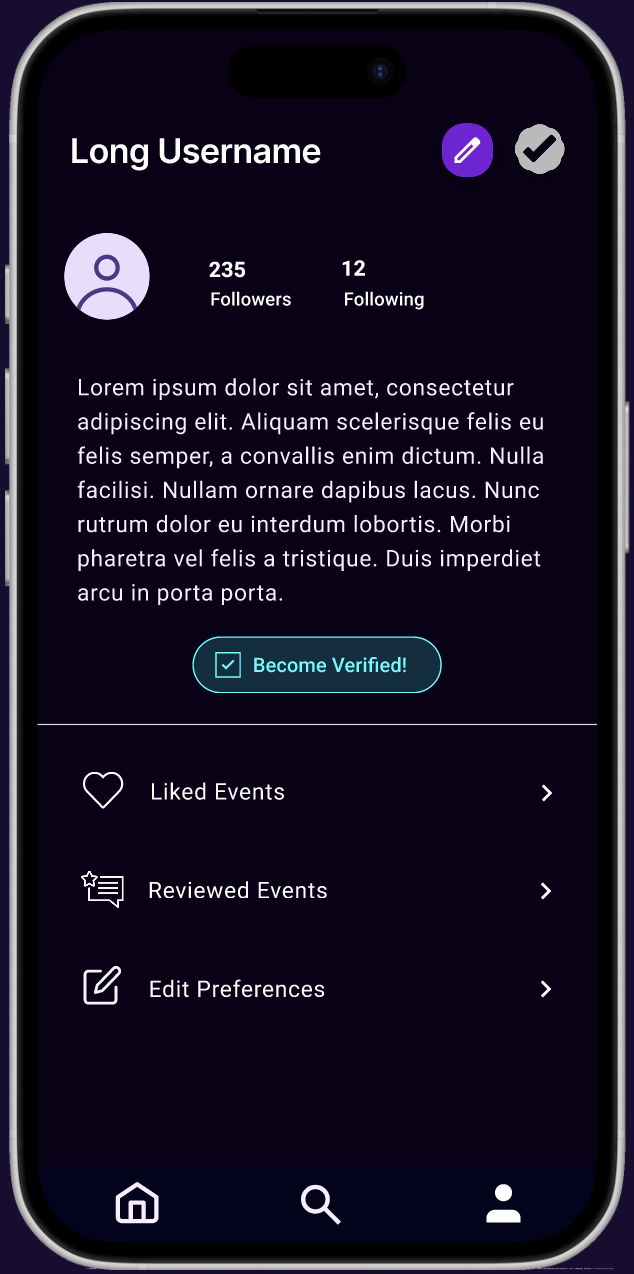 Long Username
235
Followers
12
Following
Lorem ipsum dolor sit amet, consectetur
adipiscing elit. Aliquam scelerisque felis eu
felis semper, a convallis enim dictum. Nulla
facilisi. Nullam ornare dapibus lacus. Nunc
rutrum dolor eu interdum lobortis. Morbi
pharetra vel felis a tristique. Duis imperdiet
arcu in porta porta.
Become Verified!
Liked Events
Reviewed Events
Edit Preferences